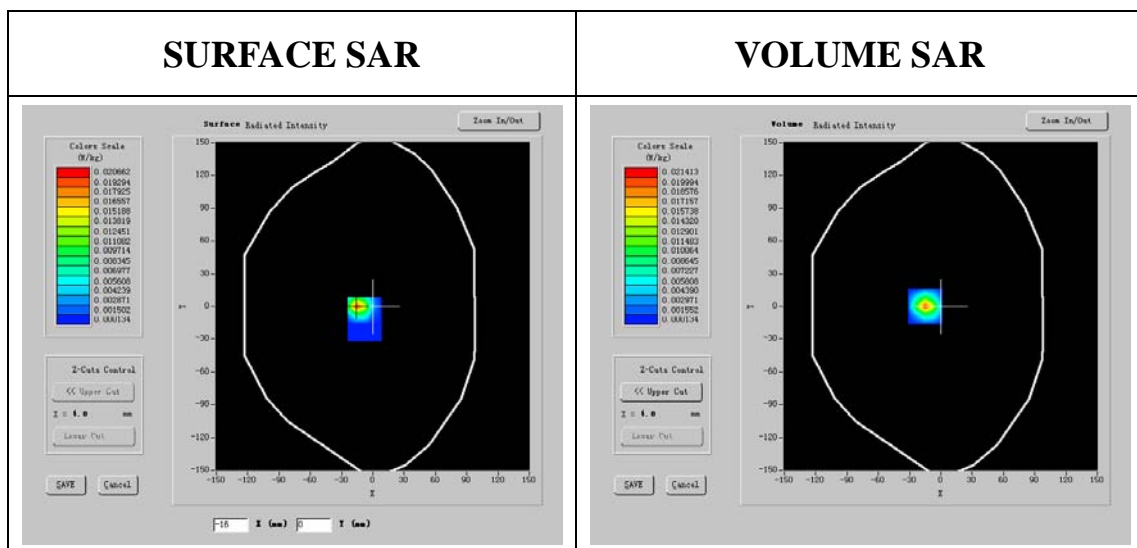 SURFACE SAR
VOLUME SAR
Surface Radiated Intensity
Zoom In/Out
Colors Scale
(W/kg)
0.020662
0.019294
0.017925
0.016557
0.015188
0.013819
0.012451
0.011082
0.009714
0.008345
0.006977
0.005608
0.004239
0.002871
0.001502
0.000134
150
90
60
30
0
-30
-60
-90
-120
-150
-150 -120 -90 -60 -30 0 30 60 90 120 150
X
Y
Z-Cuts Control
<< Upper Cut
Z = 4.0 mm
Lower Cut
SAVE
Cancel
-16 X (mm) 0 Y (mm)
Volume Radiated Intensity
Zoom In/Out
Colors Scale
(W/kg)
0.021413
0.019994
0.018576
0.017157
0.015738
0.014320
0.012901
0.011483
0.010064
0.008645
0.007227
0.005808
0.004390
0.002971
0.001552
0.000134
150
90
60
30
0
-30
-60
-90
-120
-150
-150 -120 -90 -60 -30 0 30 60 90 120 150
X
Y
Z-Cuts Control
<< Upper Cut
Z = 4.0 mm
Lower Cut
SAVE
Cancel